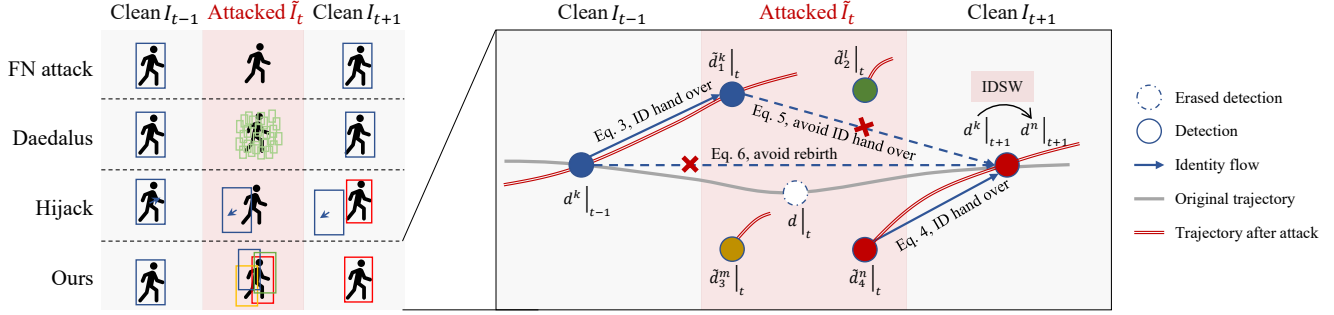 Clean I_{t−1} Attacked Ĩ_t Clean I_{t+1}
FN attack
Daedalus
Hijack
Ours
Clean I_{t−1} Attacked Ĩ_t Clean I_{t+1}
d̃_1^k|_t
d̃_2^l|_t
IDSW
Eq. 3, ID hand over
Eq. 5, avoid ID hand over
d^k|_{t+1} d^n|_{t+1}
Eq. 6, avoid rebirth
d^k|_{t−1}
d|_t
Eq. 4, ID hand over
d̃_3^m|_t
d̃_4^n|_t
Erased detection
Detection
Identity flow
Original trajectory
Trajectory after attack